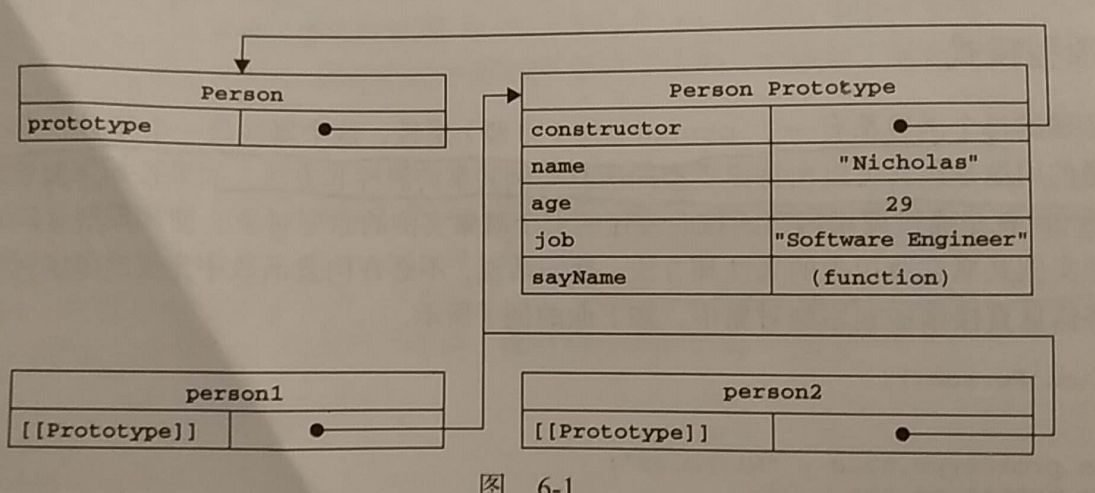 Person
prototype
Person Prototype
constructor
name "Nicholas"
age 29
job "Software Engineer"
sayName (function)
person1
[[Prototype]]
person2
[[Prototype]]
图 6-1